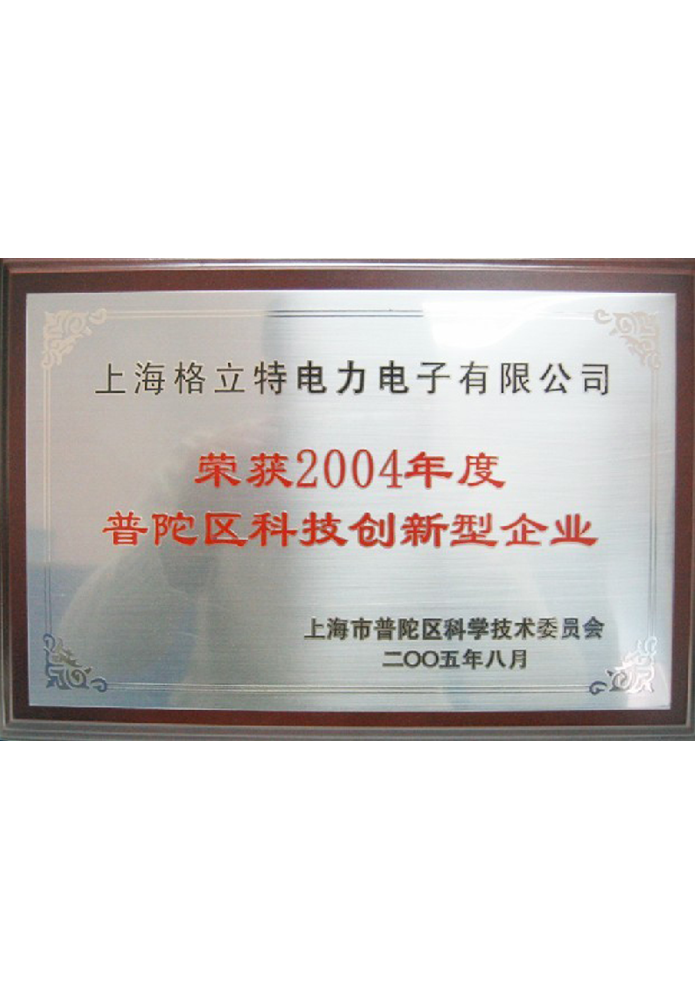 上海格立特电力电子有限公司
荣获2004年度
普陀区科技创新型企业
上海市普陀区科学技术委员会
二〇〇五年八月